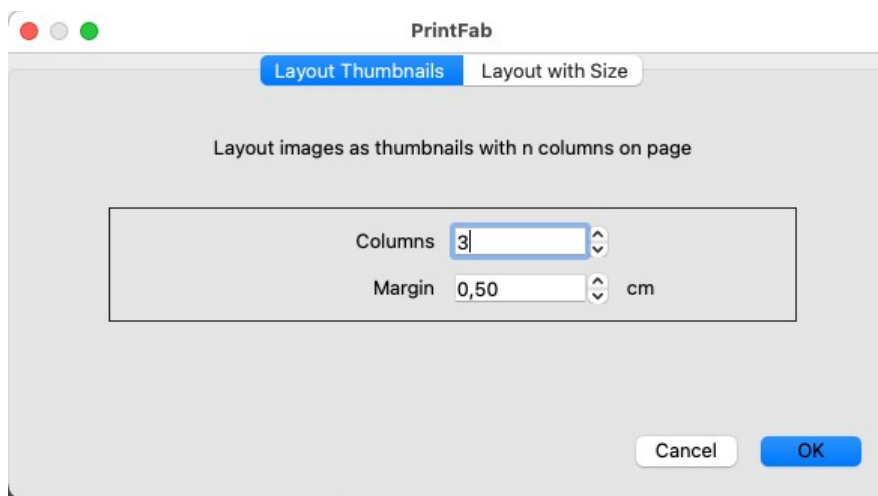 PrintFab
Layout Thumbnails Layout with Size
Layout images as thumbnails with n columns on page
Columns 3
Margin 0,50 cm
Cancel OK